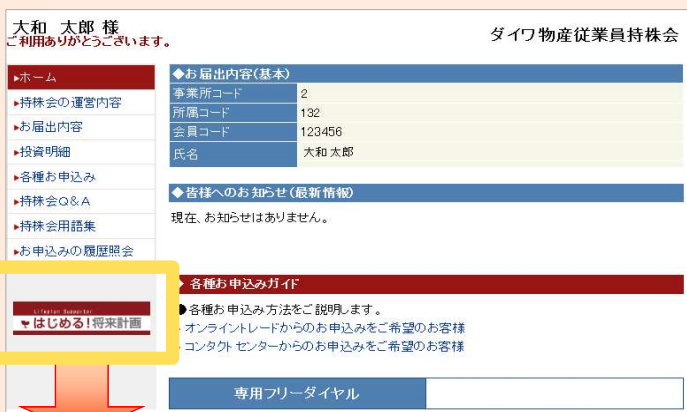 大和 太郎 様
ご利用ありがとうございます。
ダイワ物産従業員持株会
▸ホーム
▸持株会の運営内容
▸お届出内容
▸投資明細
▸各種お申込み
▸持株会Q&A
▸持株会用語集
▸お申込みの履歴照会
Lifeplan Supporter
はじめる!将来計画
◆お届出内容(基本)
事業所コード 2
所属コード 132
会員コード 123456
氏名 大和 太郎
◆皆様へのお知らせ(最新情報)
現在、お知らせはありません。
◆ 各種お申込みガイド
●各種お申込み方法をご説明します。
オンライントレードからのお申込みをご希望のお客様
コンタクトセンターからのお申込みをご希望のお客様
専用フリーダイヤル